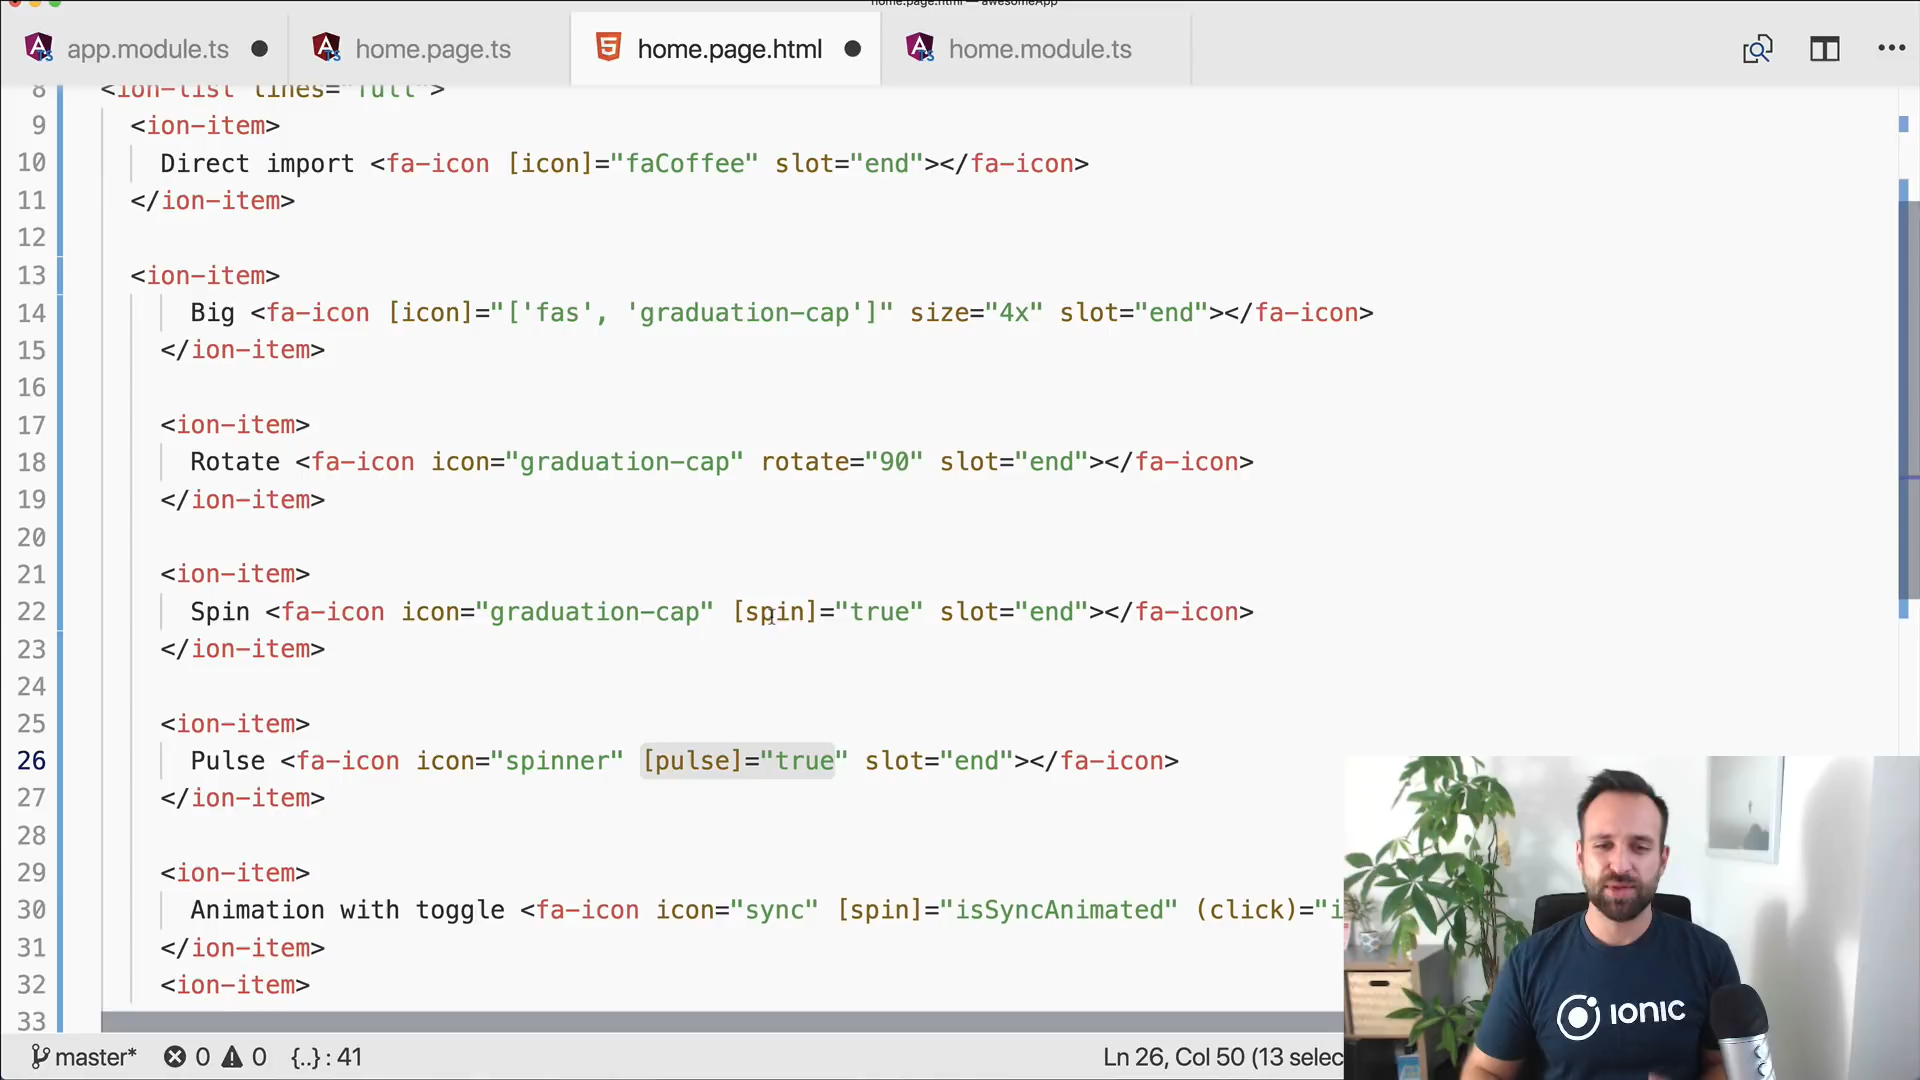 home.page.html — awesomeApp
app.module.ts home.page.ts home.page.html home.module.ts
8 <ion-list lines="full">
9 <ion-item>
10 Direct import <fa-icon [icon]="faCoffee" slot="end"></fa-icon>
11 </ion-item>
12
13 <ion-item>
14 Big <fa-icon [icon]="['fas', 'graduation-cap']" size="4x" slot="end"></fa-icon>
15 </ion-item>
16
17 <ion-item>
18 Rotate <fa-icon icon="graduation-cap" rotate="90" slot="end"></fa-icon>
19 </ion-item>
20
21 <ion-item>
22 Spin <fa-icon icon="graduation-cap" [spin]="true" slot="end"></fa-icon>
23 </ion-item>
24
25 <ion-item>
26 Pulse <fa-icon icon="spinner" [pulse]="true" slot="end"></fa-icon>
27 </ion-item>
28
29 <ion-item>
30 Animation with toggle <fa-icon icon="sync" [spin]="isSyncAnimated" (click)="i
31 </ion-item>
32 <ion-item>
33
master* 0 0 {..} : 41 Ln 26, Col 50 (13 selec
IONIC